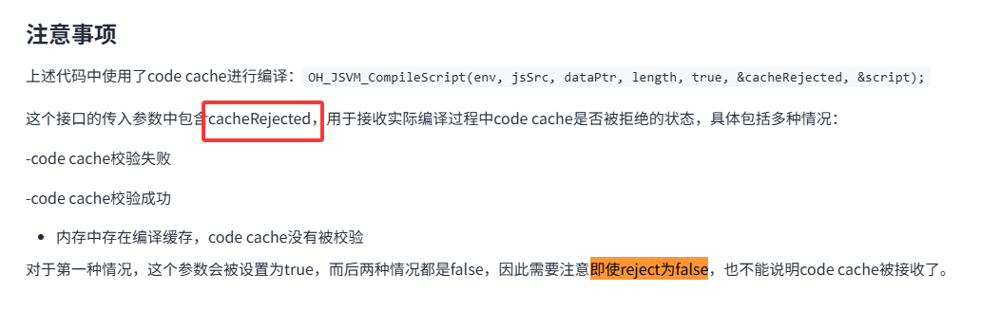 注意事项
上述代码中使用了code cache进行编译：OH_JSVM_CompileScript(env, jsSrc, dataPtr, length, true, &cacheRejected, &script);
这个接口的传入参数中包含cacheRejected，用于接收实际编译过程中code cache是否被拒绝的状态，具体包括多种情况：
-code cache校验失败
-code cache校验成功
• 内存中存在编译缓存，code cache没有被校验
对于第一种情况，这个参数会被设置为true，而后两种情况都是false，因此需要注意即使reject为false，也不能说明code cache被接收了。